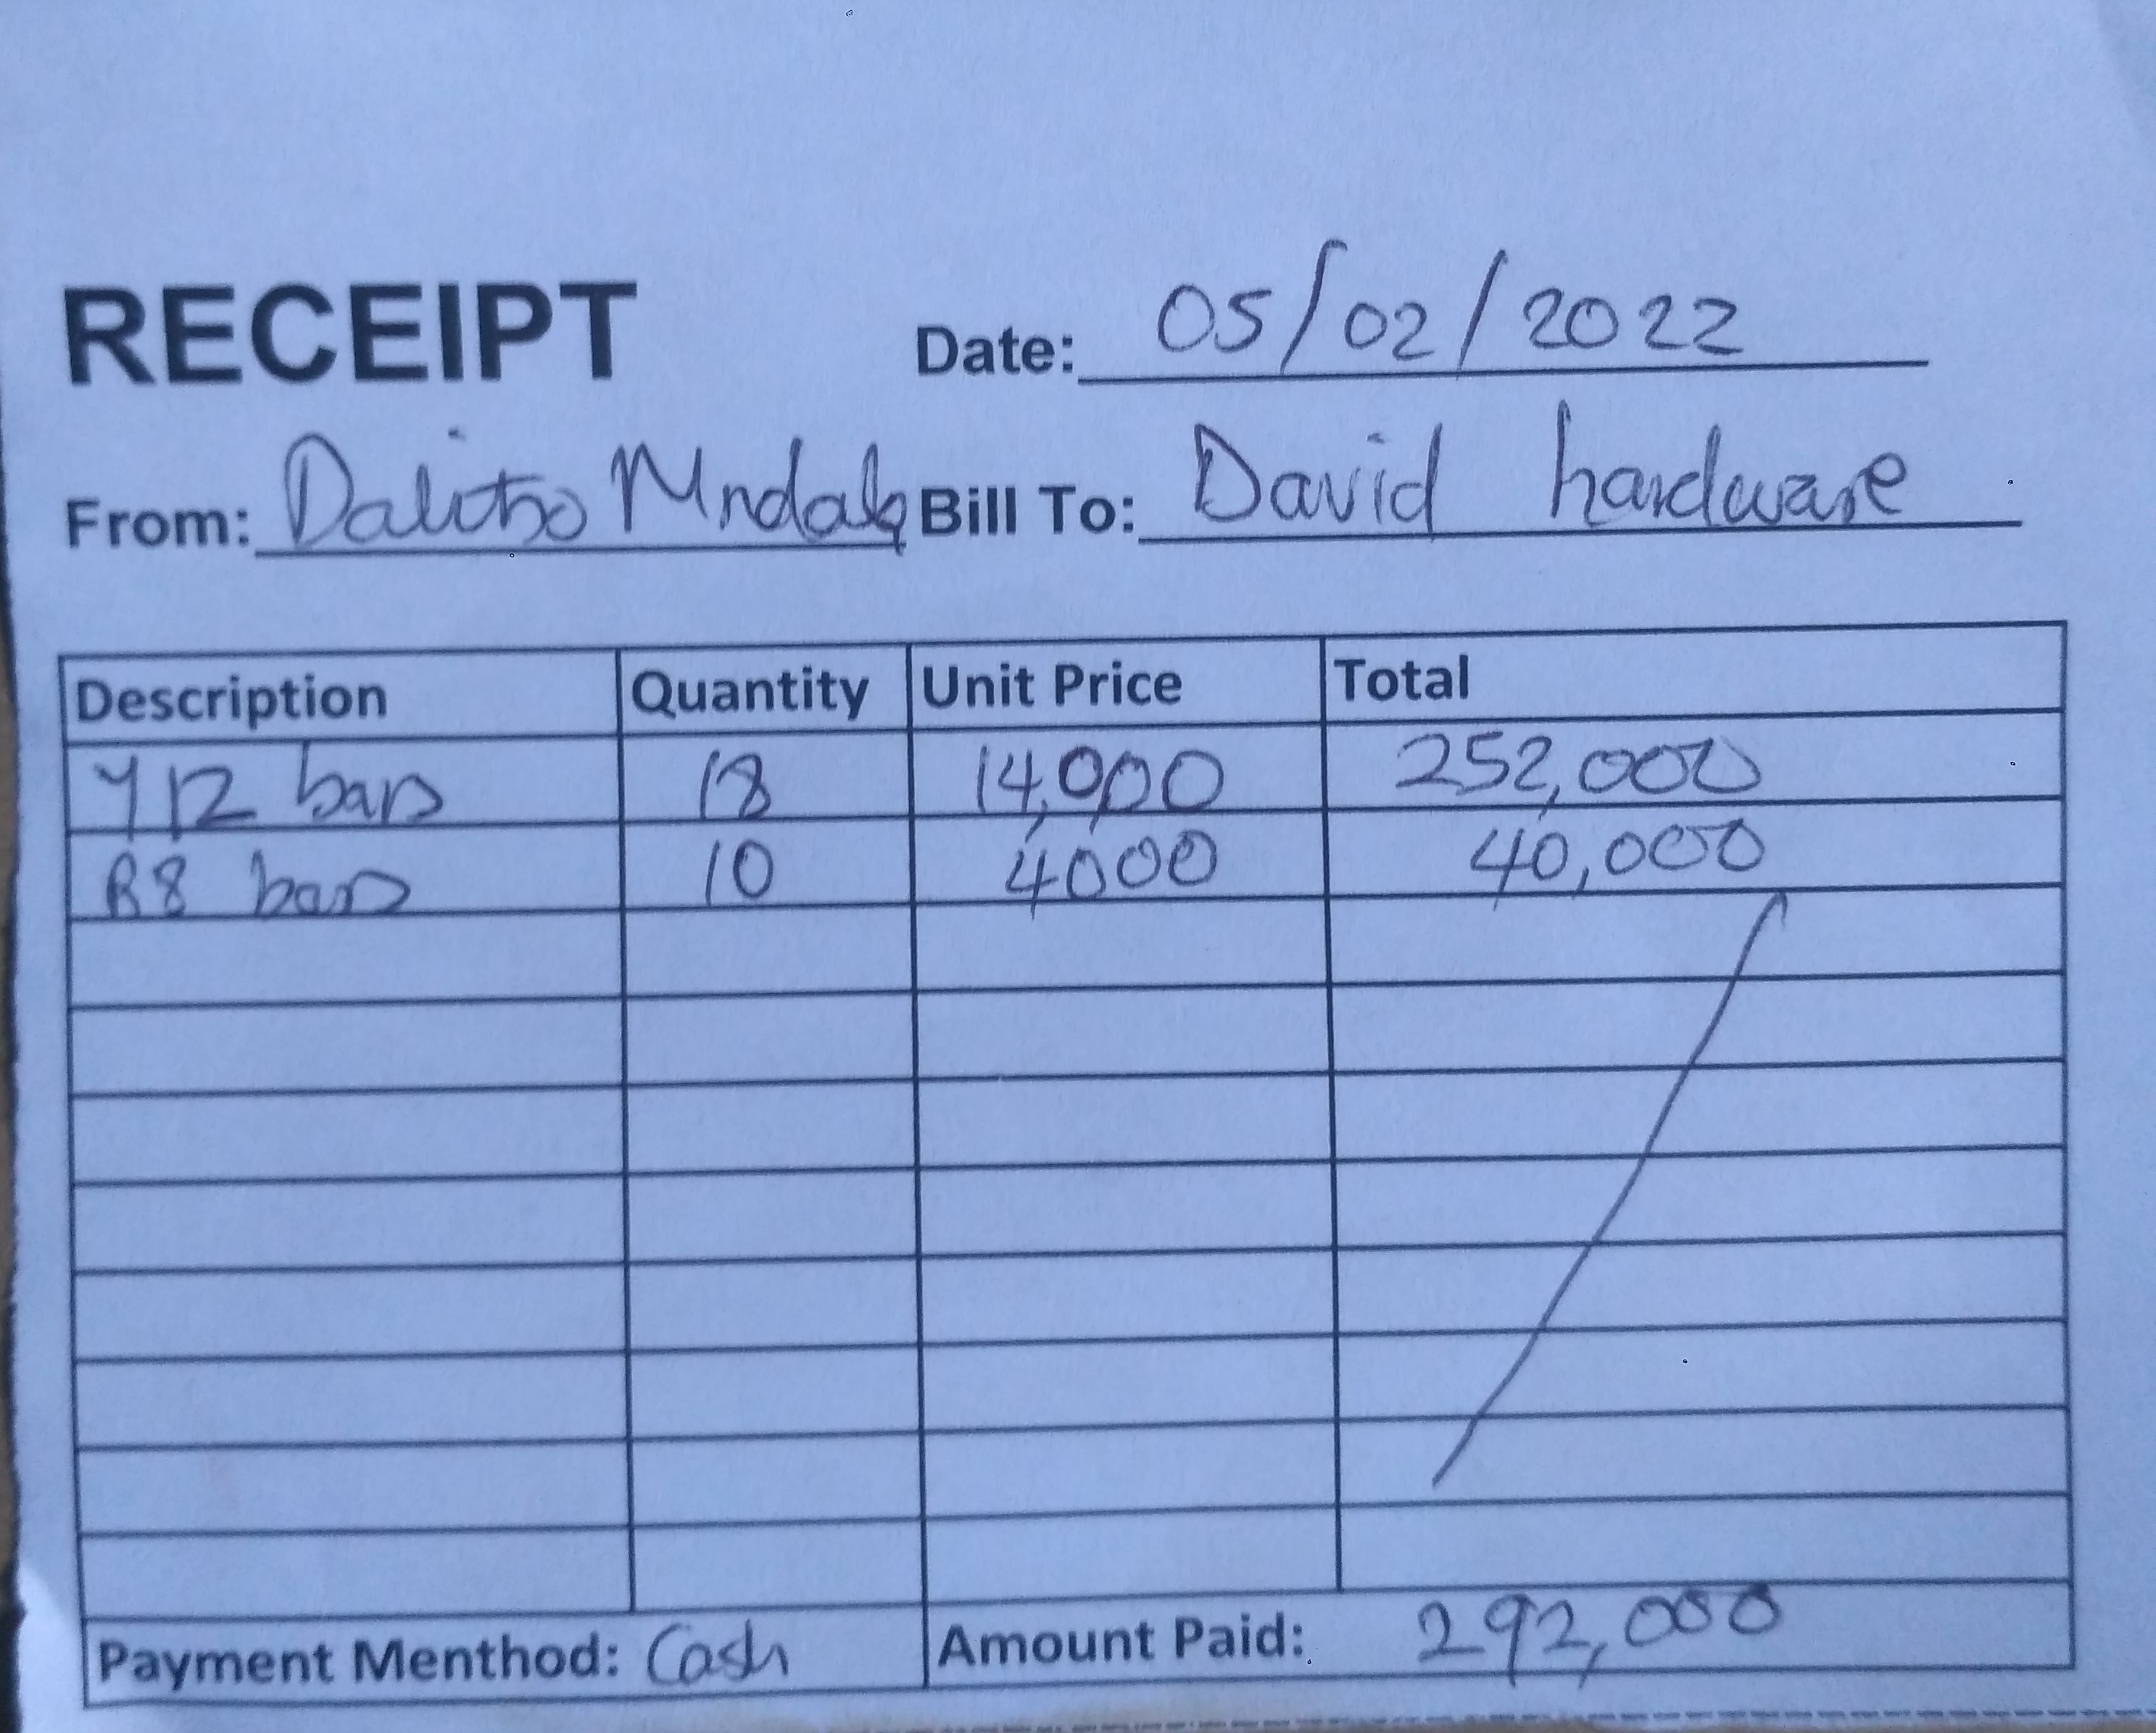 RECEIPT Date: 05/02/2022
From: Dalitso Mndala Bill To: David hardware
Description Quantity Unit Price Total
Y12 bars 18 14,000 252,000
R8 bars 10 4000 40,000
Payment Menthod: Cash Amount Paid: 292,000